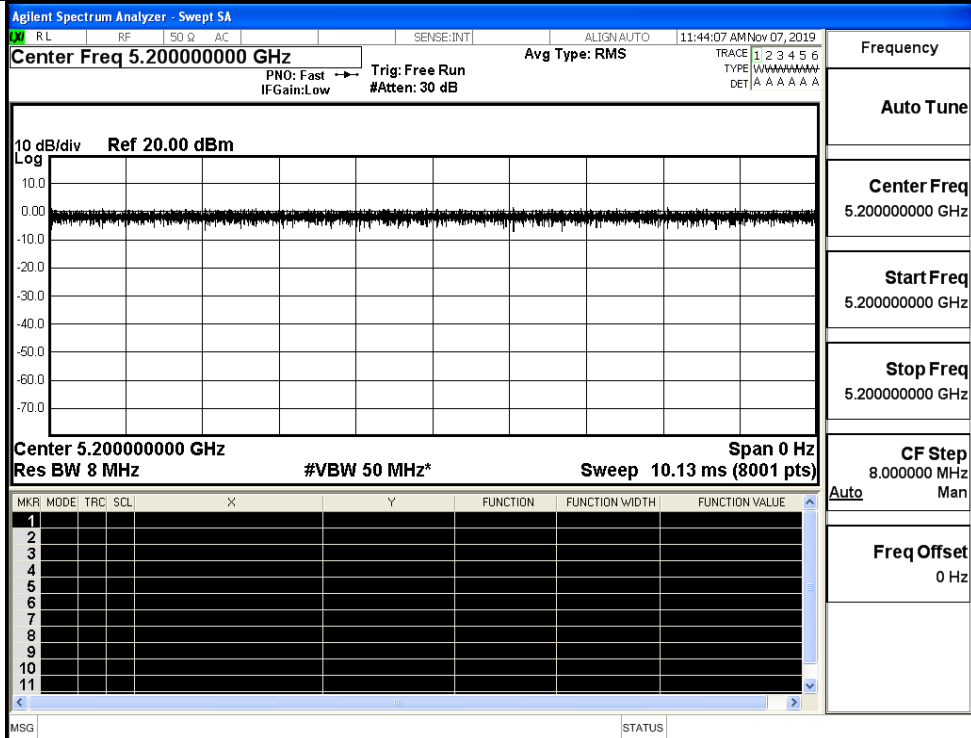 Agilent Spectrum Analyzer - Swept SA
LXI RL RF 50 Ω AC SENSE:INT ALIGN AUTO 11:44:07 AM Nov 07, 2019
Center Freq 5.200000000 GHz
Avg Type: RMS
TRACE 1 2 3 4 5 6
PNO: Fast
Trig: Free Run
TYPE WWWWWW
IFGain:Low
#Atten: 30 dB
DET A A A A A A
10 dB/div Ref 20.00 dBm
Log
10.0
0.00
-10.0
-20.0
-30.0
-40.0
-50.0
-60.0
-70.0
Center 5.200000000 GHz Span 0 Hz
Res BW 8 MHz #VBW 50 MHz* Sweep 10.13 ms (8001 pts)
MKR MODE TRC SCL X Y FUNCTION FUNCTION WIDTH FUNCTION VALUE
1
2
3
4
5
6
7
8
9
10
11
MSG STATUS
Frequency
Auto Tune
Center Freq
5.200000000 GHz
Start Freq
5.200000000 GHz
Stop Freq
5.200000000 GHz
CF Step
8.000000 MHz
Auto Man
Freq Offset
0 Hz